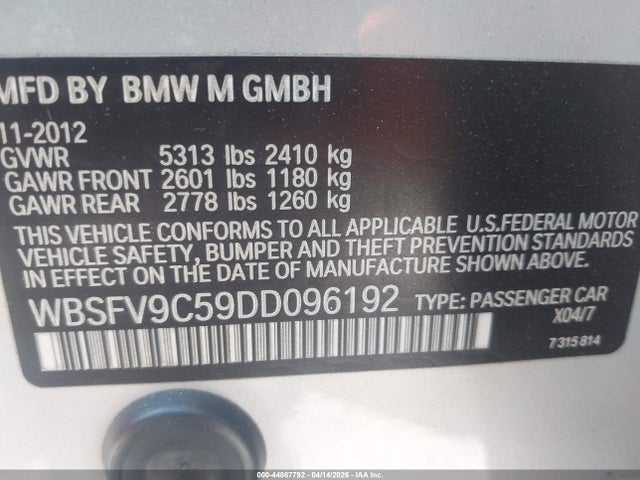 MFD BY BMW M GMBH
11-2012
GVWR 5313 lbs 2410 kg
GAWR FRONT 2601 lbs 1180 kg
GAWR REAR 2778 lbs 1260 kg
THIS VEHICLE CONFORMS TO ALL APPLICABLE U.S.FEDERAL MOTOR
VEHICLE SAFETY, BUMPER AND THEFT PREVENTION STANDARDS
IN EFFECT ON THE DATE OF MANUFACTURE SHOWN ABOVE.
WBSFV9C59DD096192 TYPE: PASSENGER CAR
X04/7
7 315 814
000-44867792 - 04/14/2026 - IAA Inc.